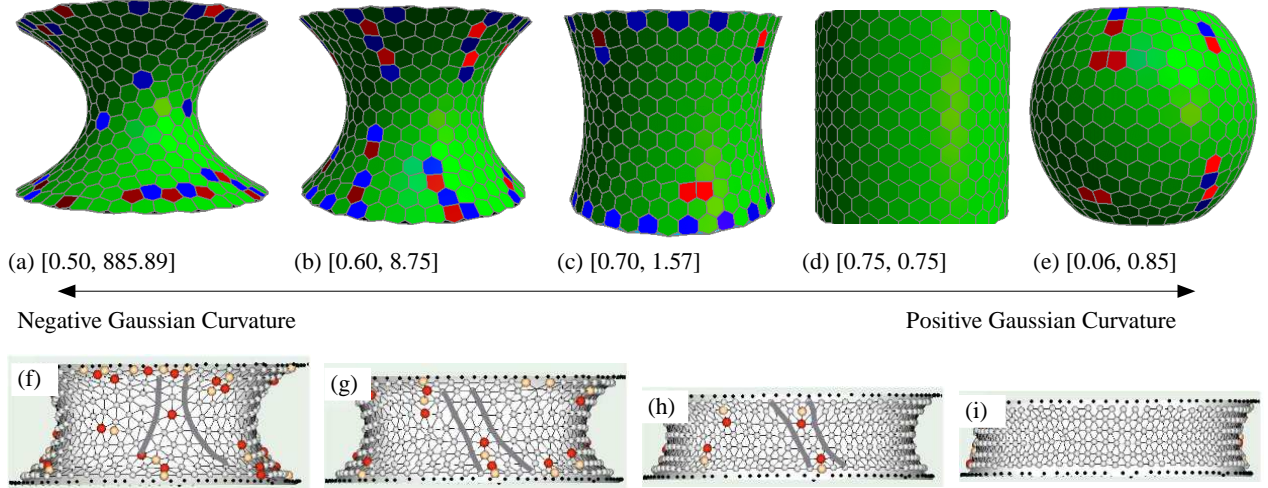 (a) [0.50, 885.89]
(b) [0.60, 8.75]
(c) [0.70, 1.57]
(d) [0.75, 0.75]
(e) [0.06, 0.85]
Negative Gaussian Curvature
Positive Gaussian Curvature
(f)
(g)
(h)
(i)